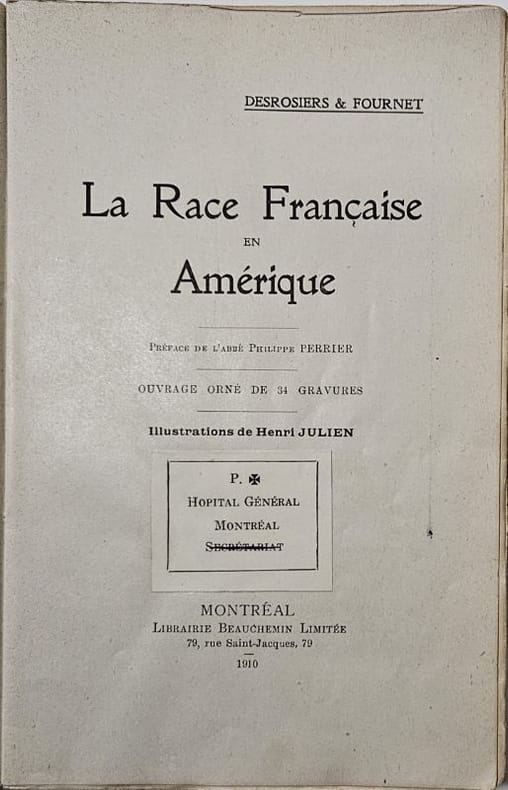 DESROSIERS & FOURNET
La Race Française
EN
Amérique
PRÉFACE DE L'ABBÉ PHILIPPE PERRIER
OUVRAGE ORNÉ DE 34 GRAVURES
Illustrations de Henri JULIEN
P. ✠
HOPITAL GÉNÉRAL
MONTRÉAL
SECRÉTARIAT
MONTRÉAL
LIBRAIRIE BEAUCHEMIN LIMITÉE
79, rue Saint-Jacques, 79
1910